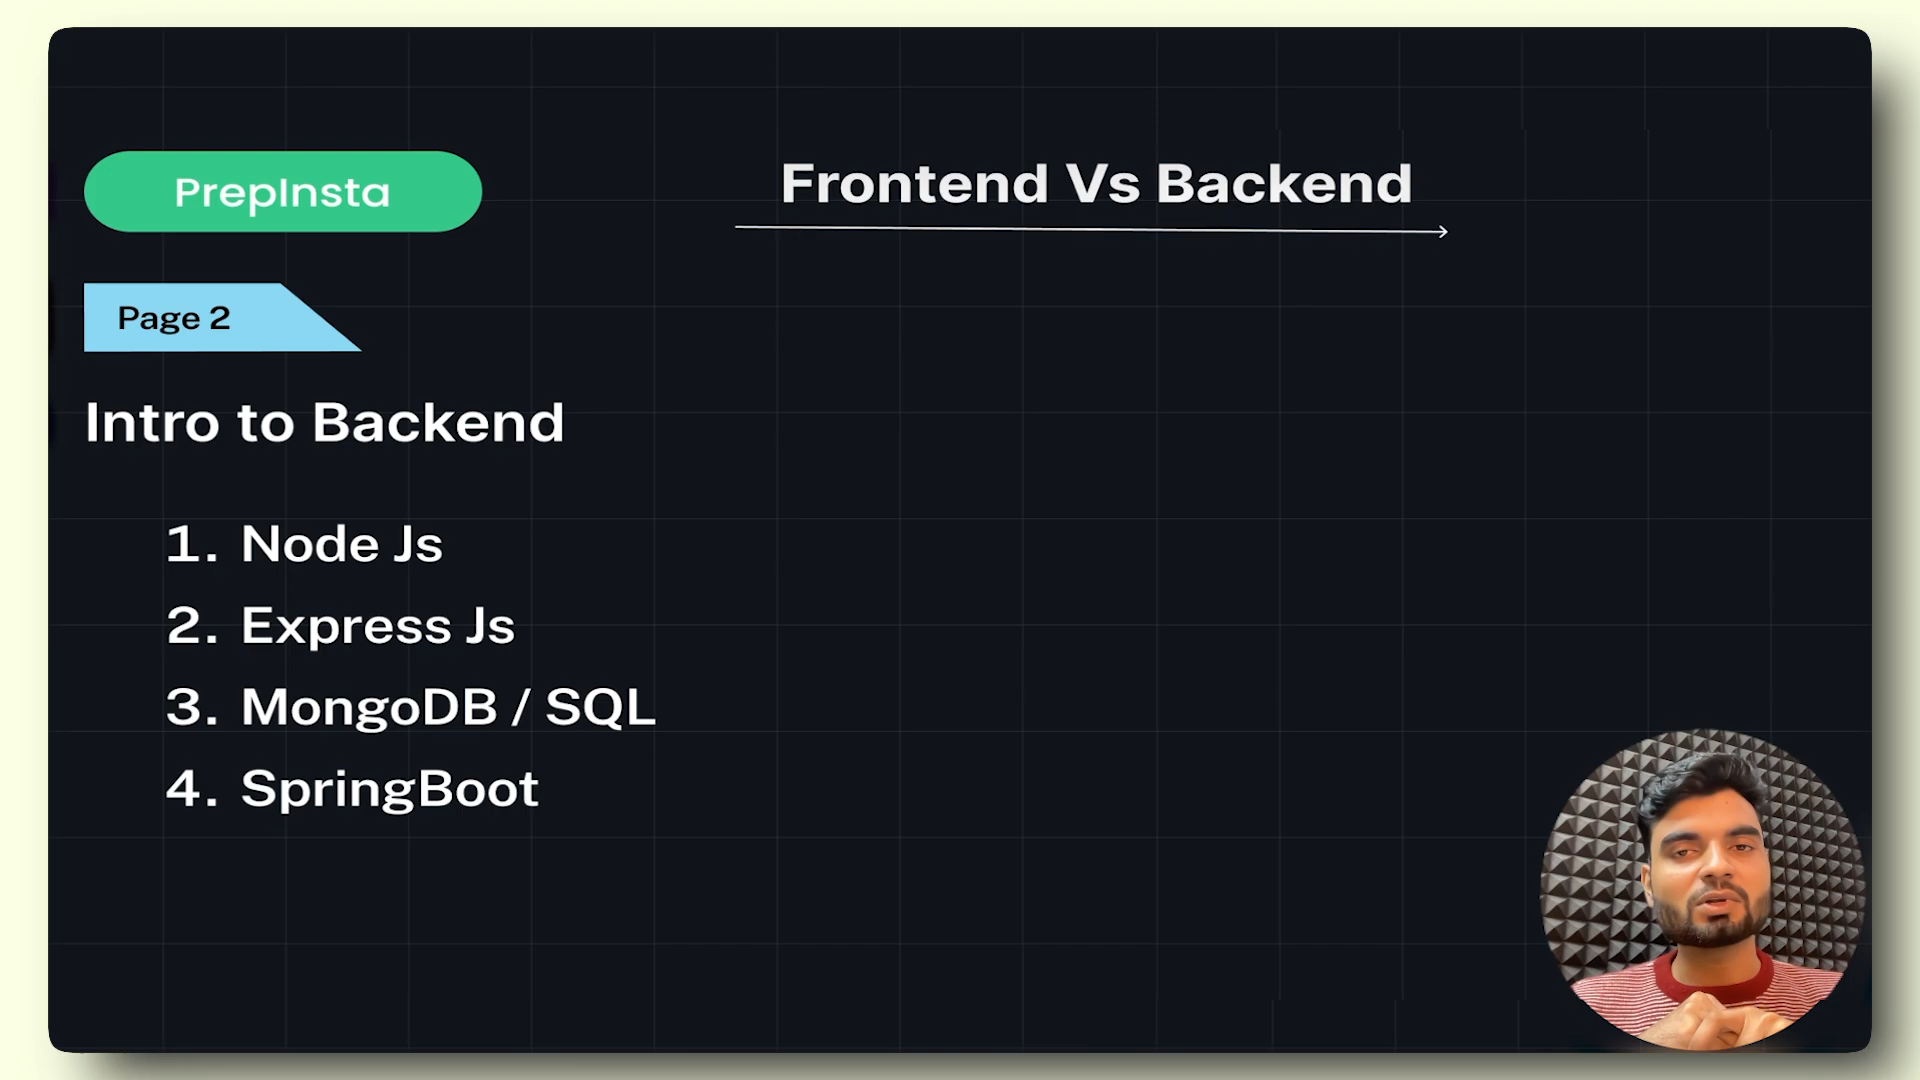 PrepInsta
Frontend Vs Backend
Page 2
Intro to Backend
1. Node Js
2. Express Js
3. MongoDB / SQL
4. SpringBoot